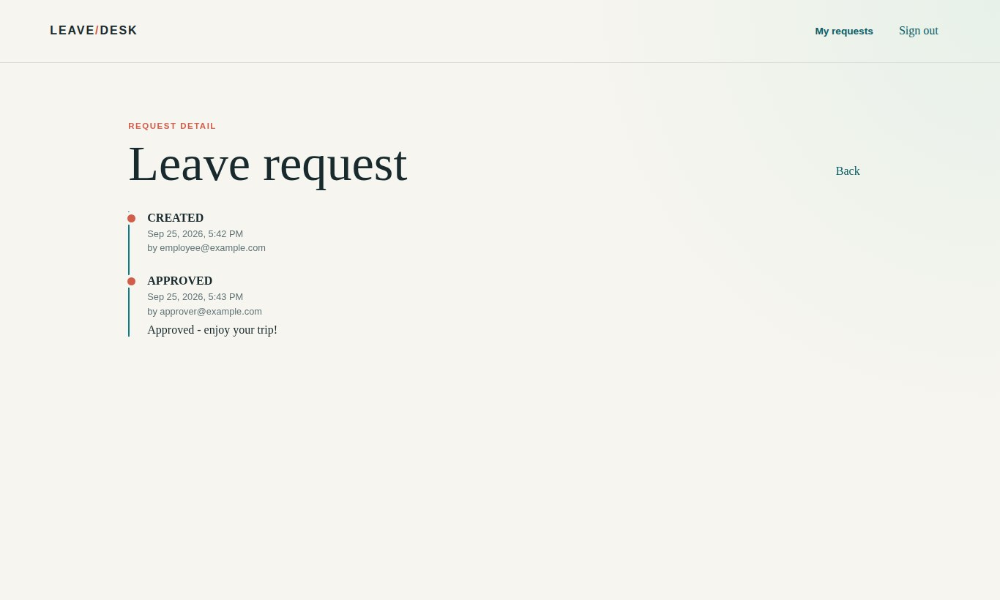 LEAVE/DESK
My requests
Sign out
REQUEST DETAIL
Leave request
Back
CREATED
Sep 25, 2026, 5:42 PM
by employee@example.com
APPROVED
Sep 25, 2026, 5:43 PM
by approver@example.com
Approved - enjoy your trip!